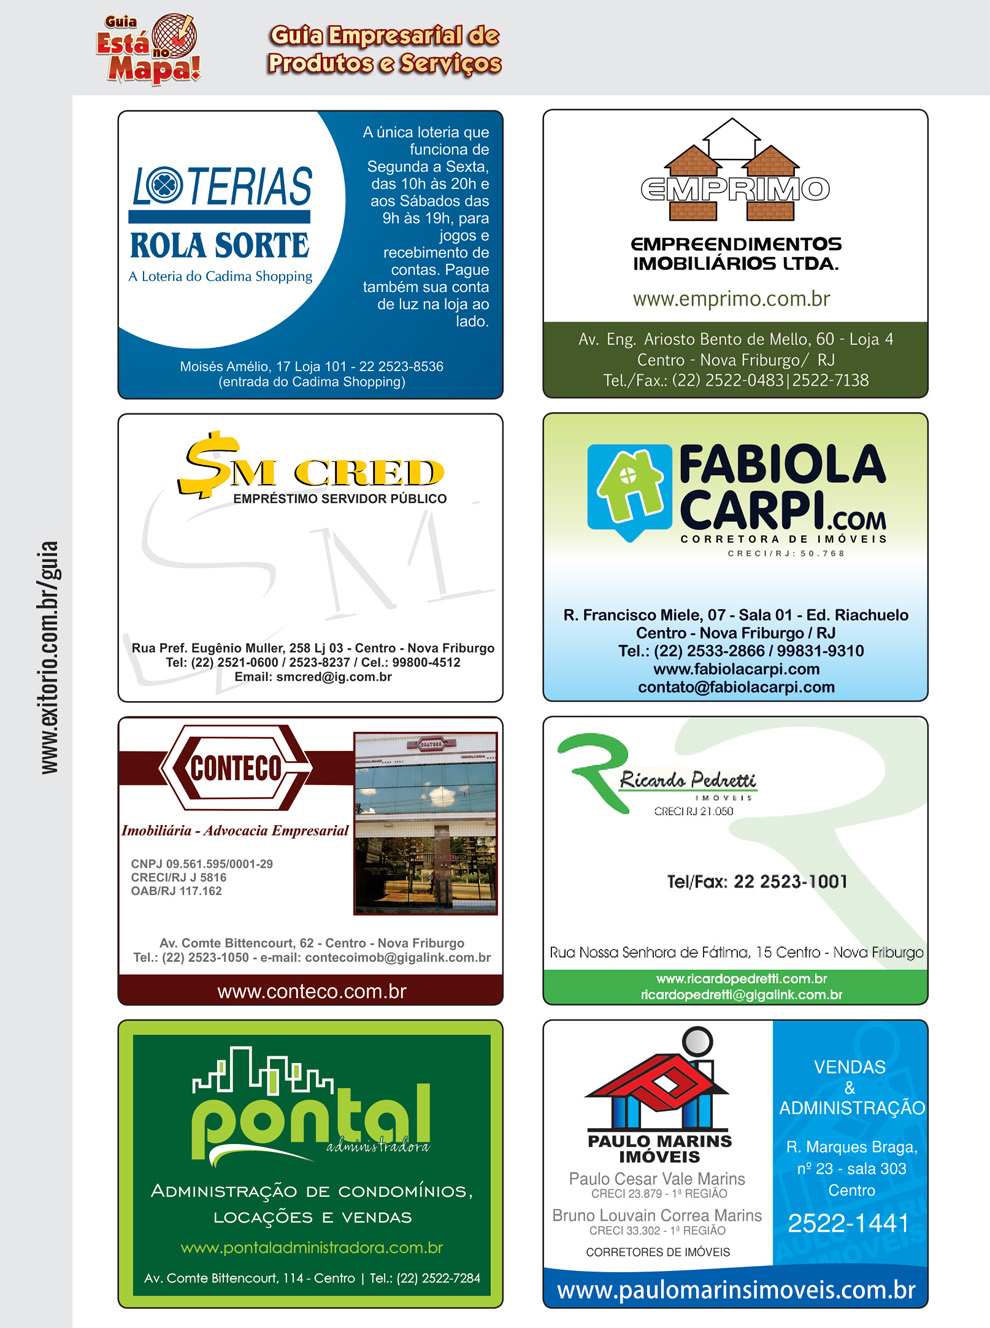 Guia
Está no
Mapa!
Guia Empresarial de
Produtos e Serviços
www.exitorio.com.br/guia
LOTERIAS
ROLA SORTE
A Loteria do Cadima Shopping
A única loteria que
funciona de
Segunda a Sexta,
das 10h às 20h e
aos Sábados das
9h às 19h, para
jogos e
recebimento de
contas. Pague
também sua conta
de luz na loja ao
lado.
Moisés Amélio, 17 Loja 101 - 22 2523-8536
(entrada do Cadima Shopping)
EMPRIMO
EMPREENDIMENTOS
IMOBILIÁRIOS LTDA.
www.emprimo.com.br
Av. Eng. Ariosto Bento de Mello, 60 - Loja 4
Centro - Nova Friburgo/ RJ
Tel./Fax.: (22) 2522-0483|2522-7138
$M CRED
EMPRÉSTIMO SERVIDOR PÚBLICO
$M
Rua Pref. Eugênio Muller, 258 Lj 03 - Centro - Nova Friburgo
Tel: (22) 2521-0600 / 2523-8237 / Cel.: 99800-4512
Email: smcred@ig.com.br
FABIOLA
CARPI.COM
CORRETORA DE IMÓVEIS
CRECI/RJ: 50.768
R. Francisco Miele, 07 - Sala 01 - Ed. Riachuelo
Centro - Nova Friburgo / RJ
Tel.: (22) 2533-2866 / 99831-9310
www.fabiolacarpi.com
contato@fabiolacarpi.com
CONTECO
Imobiliária - Advocacia Empresarial
CNPJ 09.561.595/0001-29
CRECI/RJ J 5816
OAB/RJ 117.162
CONTECO
Av. Comte Bittencourt, 62 - Centro - Nova Friburgo
Tel.: (22) 2523-1050 - e-mail: contecoimob@gigalink.com.br
www.conteco.com.br
Ricardo Pedretti
IMÓVEIS
CRECI RJ 21.050
Tel/Fax: 22 2523-1001
Rua Nossa Senhora de Fátima, 15 Centro - Nova Friburgo
www.ricardopedretti.com.br
ricardopedretti@gigalink.com.br
pontal
administradora
ADMINISTRAÇÃO DE CONDOMÍNIOS,
LOCAÇÕES E VENDAS
www.pontaladministradora.com.br
Av. Comte Bittencourt, 114 - Centro | Tel.: (22) 2522-7284
PAULO MARINS
IMÓVEIS
Paulo Cesar Vale Marins
CRECI 23.879 - 1ª REGIÃO
Bruno Louvain Correa Marins
CRECI 33.302 - 1ª REGIÃO
CORRETORES DE IMÓVEIS
VENDAS
&
ADMINISTRAÇÃO
R. Marques Braga,
nº 23 - sala 303
Centro
2522-1441
www.paulomarinsimoveis.com.br